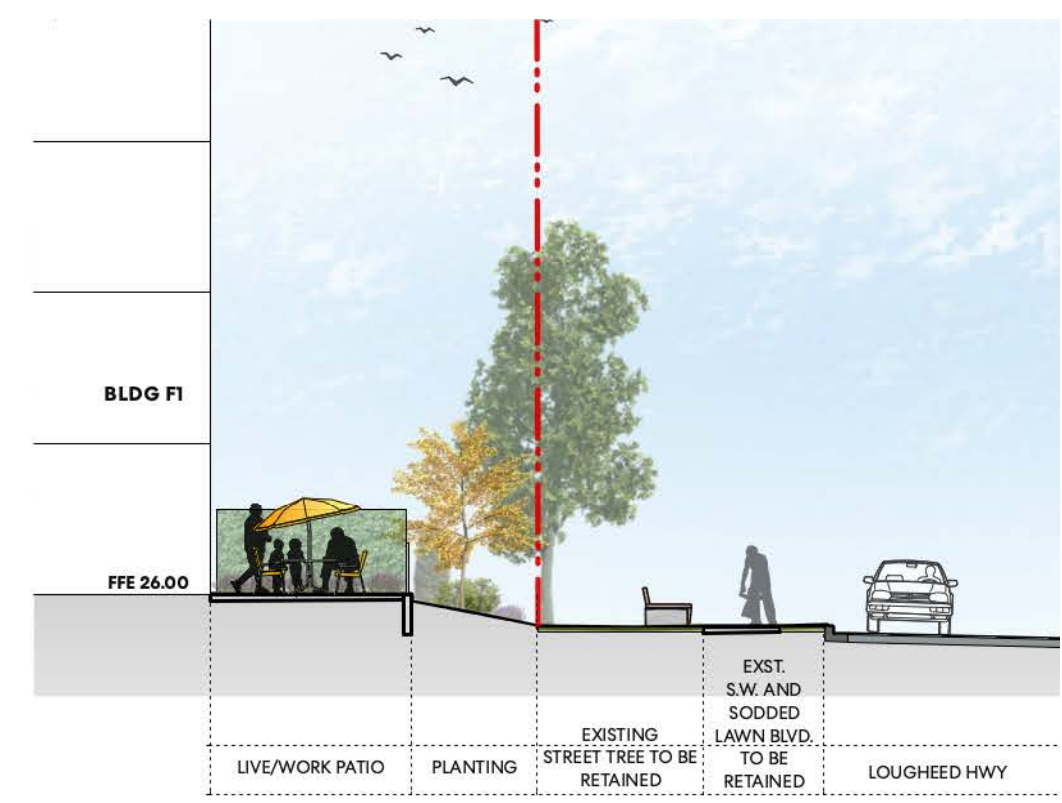 BLDG F1
FFE 26.00
LIVE/WORK PATIO
PLANTING
EXISTING
STREET TREE TO BE
RETAINED
EXST.
S.W. AND
SODDED
LAWN BLVD.
TO BE
RETAINED
LOUGHEED HWY